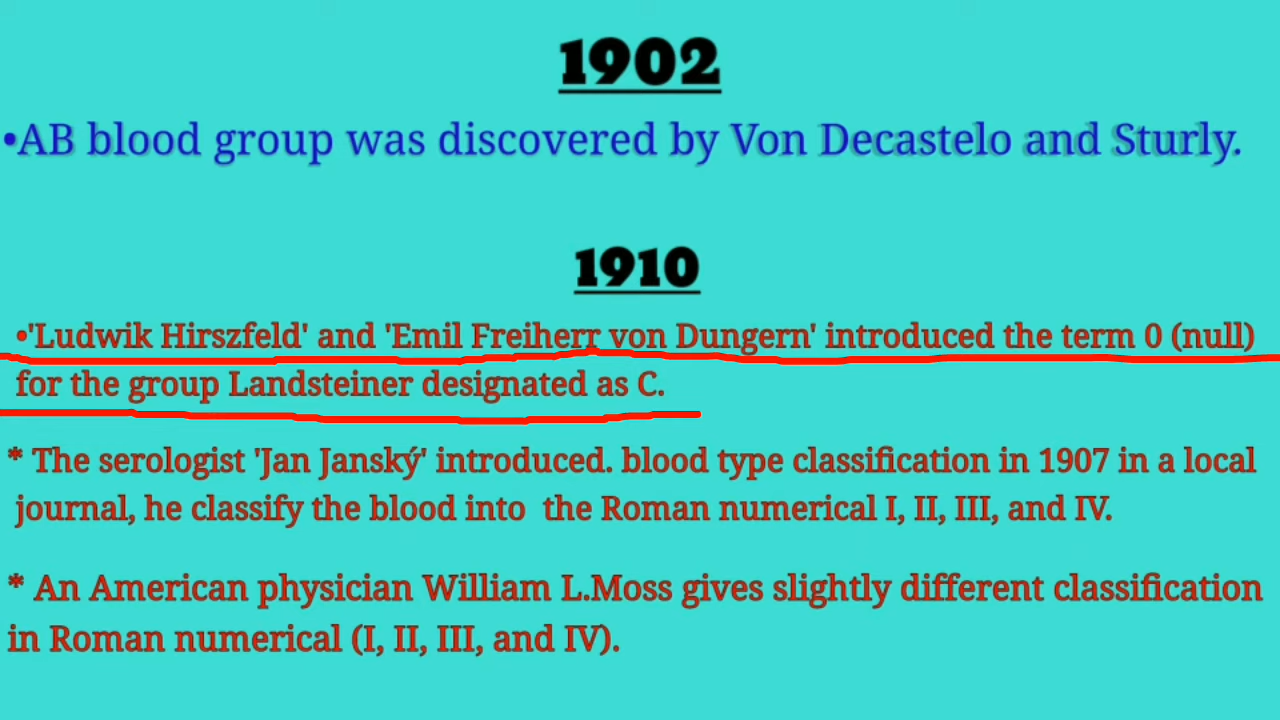 1902
•AB blood group was discovered by Von Decastelo and Sturly.
1910
•'Ludwik Hirszfeld' and 'Emil Freiherr von Dungern' introduced the term 0 (null)
for the group Landsteiner designated as C.
* The serologist 'Jan Janský' introduced. blood type classification in 1907 in a local
journal, he classify the blood into the Roman numerical I, II, III, and IV.
* An American physician William L.Moss gives slightly different classification
in Roman numerical (I, II, III, and IV).